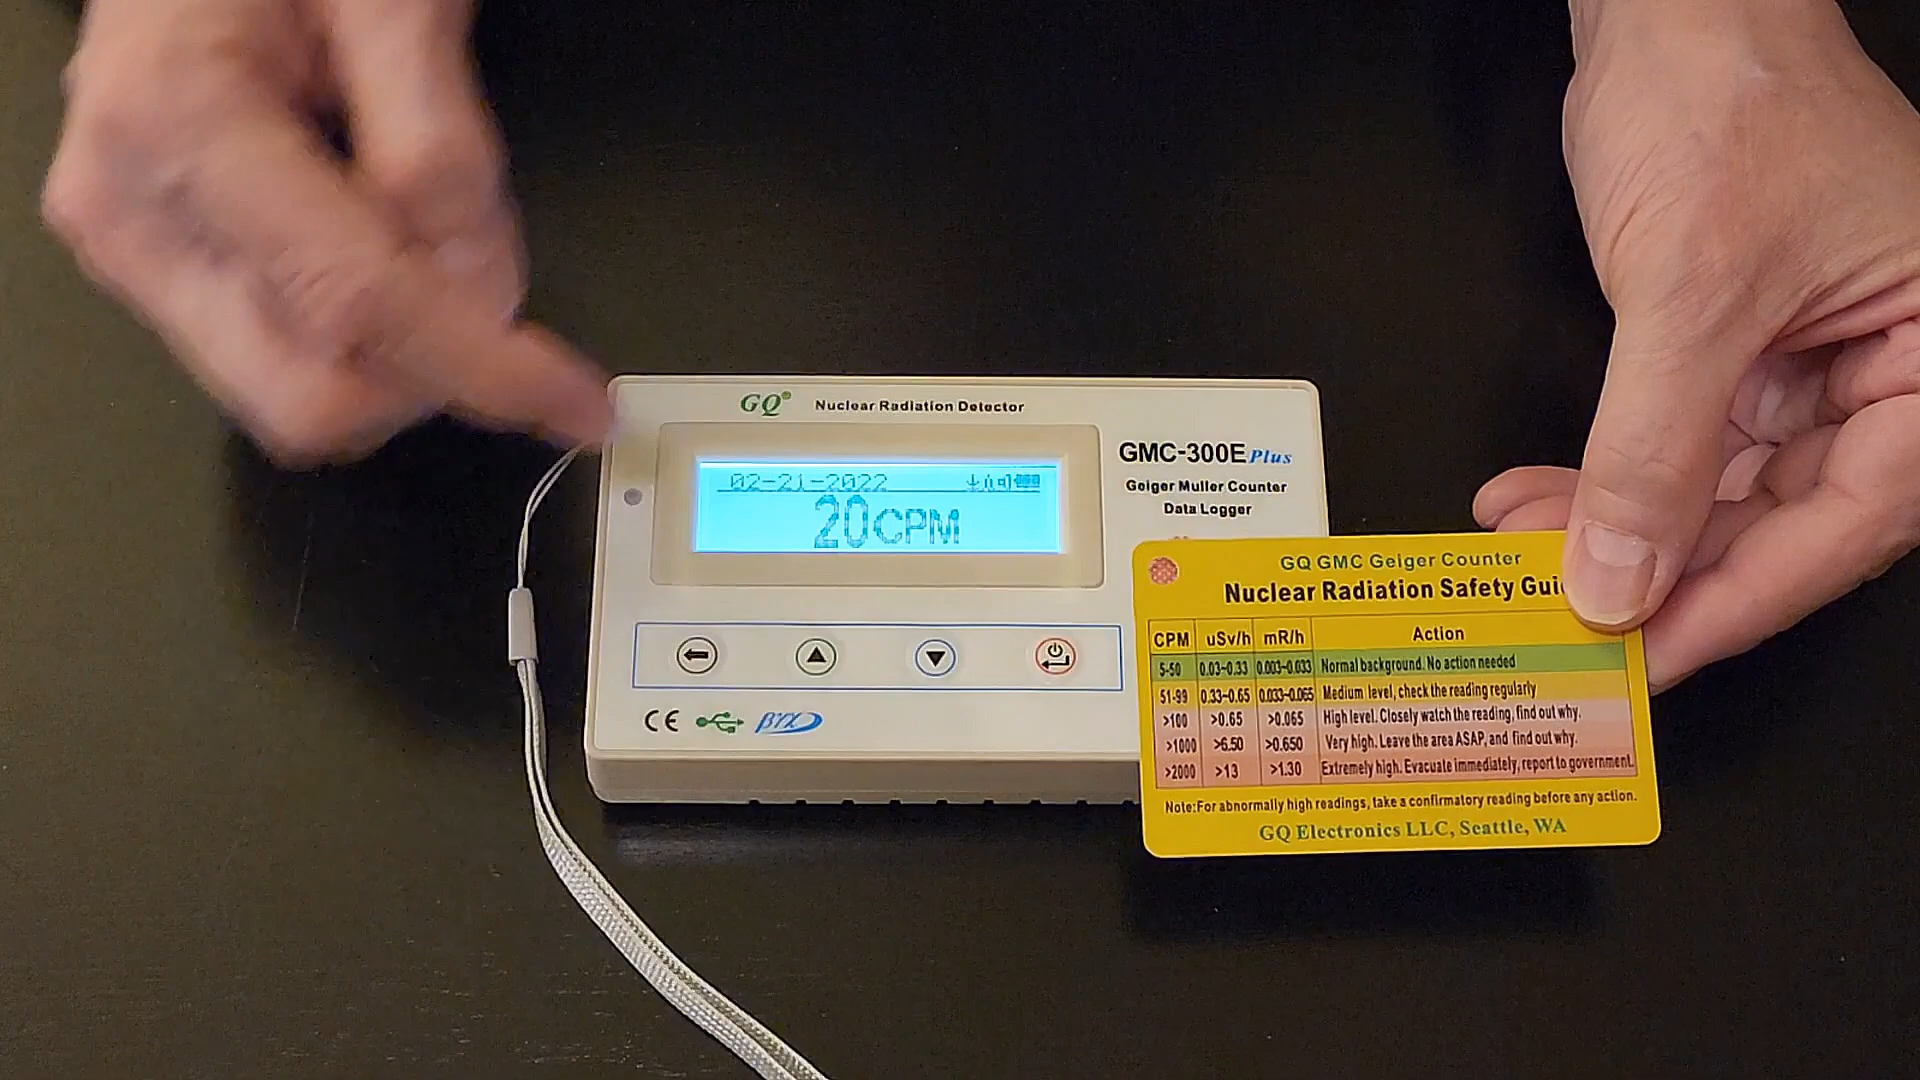 GQ® Nuclear Radiation Detector
02-21-2022
20CPM
GMC-300E Plus
Geiger Muller Counter
Data Logger
CE
βγχ
GQ GMC Geiger Counter
Nuclear Radiation Safety
CPM uSv/h mR/h Action
5-50 0.03-0.33 0.003-0.033 Normal background. No action needed
51-99 0.33-0.65 0.033-0.065 Medium level, check the reading regularly
>100 >0.65 >0.065 High level. Closely watch the reading, find out why.
>1000 >6.50 >0.650 Very high. Leave the area ASAP, and find out why.
>2000 >13 >1.30 Extremely high. Evacuate immediately, report to government.
Note:For abnormally high readings, take a confirmatory reading before any action.
GQ Electronics LLC, Seattle, WA